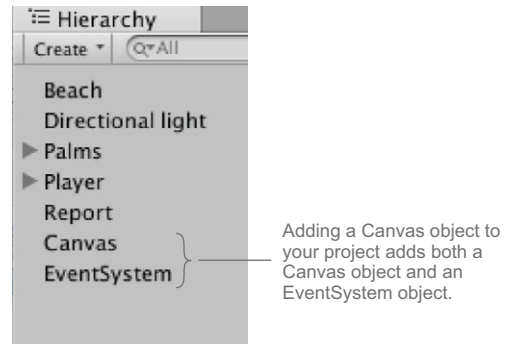 Hierarchy
Create
All
Beach
Directional light
Palms
Player
Report
Canvas
EventSystem
Adding a Canvas object to
your project adds both a
Canvas object and an
EventSystem object.